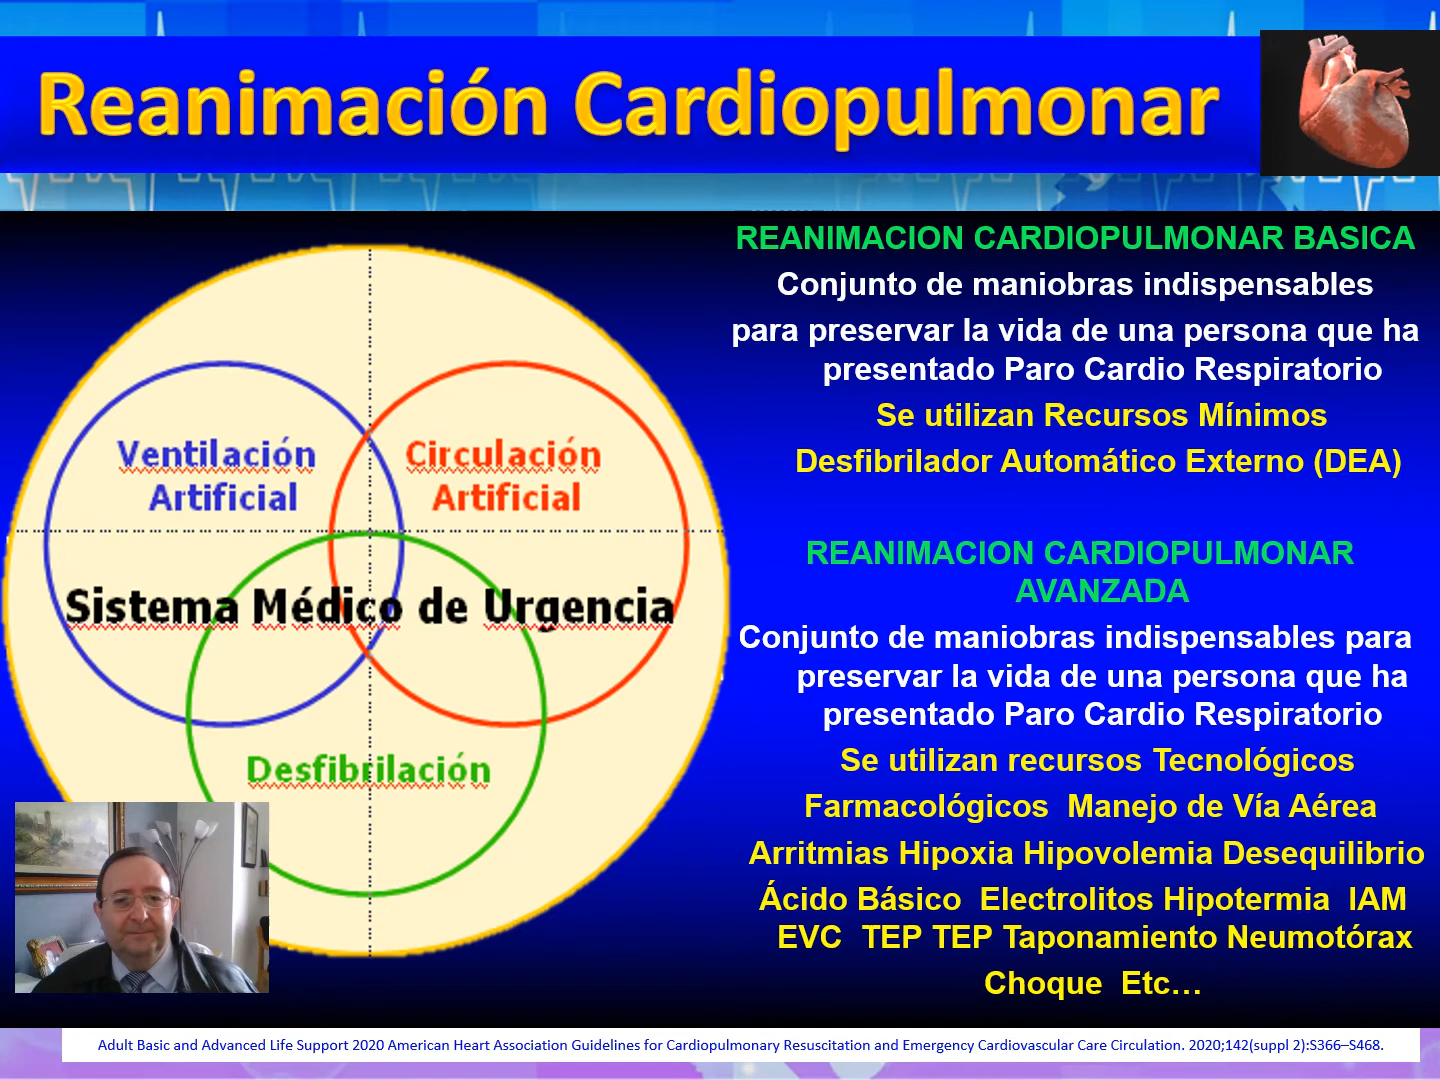 Reanimación Cardiopulmonar
Ventilación
Artificial
Circulación
Artificial
Sistema Médico de Urgencia
Desfibrilación
REANIMACION CARDIOPULMONAR BASICA
Conjunto de maniobras indispensables
para preservar la vida de una persona que ha
presentado Paro Cardio Respiratorio
Se utilizan Recursos Mínimos
Desfibrilador Automático Externo (DEA)
REANIMACION CARDIOPULMONAR
AVANZADA
Conjunto de maniobras indispensables para
preservar la vida de una persona que ha
presentado Paro Cardio Respiratorio
Se utilizan recursos Tecnológicos
Farmacológicos  Manejo de Vía Aérea
Arritmias Hipoxia Hipovolemia Desequilibrio
Ácido Básico  Electrolitos Hipotermia  IAM
EVC  TEP TEP Taponamiento Neumotórax
Choque  Etc…
Adult Basic and Advanced Life Support 2020 American Heart Association Guidelines for Cardiopulmonary Resuscitation and Emergency Cardiovascular Care Circulation. 2020;142(suppl 2):S366–S468.